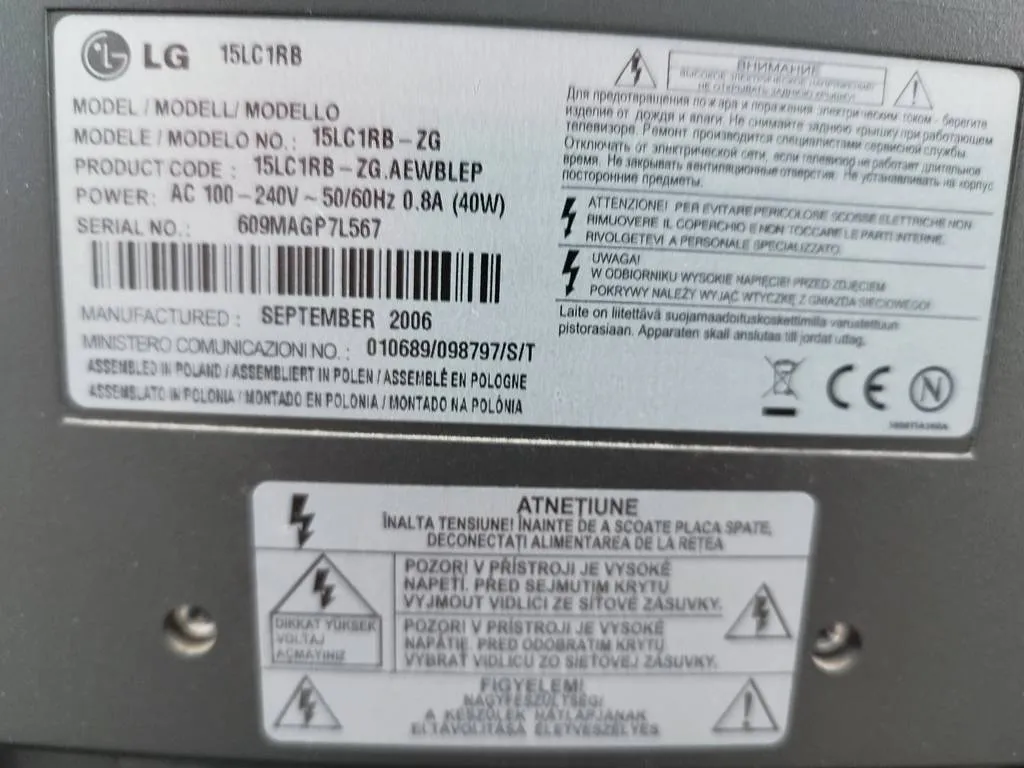 LG 15LC1RB
MODEL / MODELL/ MODELLO
MODELE / MODELO NO.: 15LC1RB-ZG
PRODUCT CODE : 15LC1RB-ZG.AEWBLEP
POWER: AC 100-240V ~ 50/60Hz 0.8A (40W)
SERIAL NO.: 609MAGP7L567
MANUFACTURED : SEPTEMBER 2006
MINISTERO COMUNICAZIONI NO. : 010689/098797/S/T
ASSEMBLED IN POLAND / ASSEMBLIERT IN POLEN / ASSEMBLÉ EN POLOGNE
ASSEMBLATO IN POLONIA / MONTADO EN POLONIA / MONTADO NA POLÓNIA
ВНИМАНИЕ
ВЫСОКОЕ ЭЛЕКТРИЧЕСКОЕ НАПРЯЖЕНИЕ
НЕ ОТКРЫВАТЬ ЗАДНЮЮ КРЫШКУ
Для предотвращения пожара и поражения электрическим током - берегите
изделие от дождя и влаги. Не снимайте заднюю крышку при работающем
телевизоре. Ремонт производится специалистами сервисной службы.
Отключать от электрической сети, если телевизор не работает длительное
время. Не закрывать вентиляционные отверстия. Не устанавливать на корпус
посторонние предметы.
ATTENZIONE! PER EVITARE PERICOLOSE SCOSSE ELETTRICHE NON
RIMUOVERE IL COPERCHIO E NON TOCCARE LE PARTI INTERNE.
RIVOLGETEVI A PERSONALE SPECIALIZZATO.
UWAGA!
W ODBIORNIKU WYSOKIE NAPIĘCIE! PRZED ZDJĘCIEM
POKRYWY NALEŻY WYJĄĆ WTYCZKĘ Z GNIAZDA SIECIOWEGO!
Laite on liitettävä suojamaadoituskoskettimilla varustettuun
pistorasiaan. Apparaten skall anslutas till jordat uttag.
CE N
ATNEŢIUNE
ÎNALTA TENSIUNE! ÎNAINTE DE A SCOATE PLACA SPATE,
DECONECTAŢI ALIMENTAREA DE LA REŢEA
POZOR! V PŘÍSTROJI JE VYSOKÉ
NAPĚTÍ. PŘED SEJMUTÍM KRYTU
VYJMOUT VIDLICI ZE SÍŤOVÉ ZÁSUVKY.
DIKKAT YÜKSEK
VOLTAJ
AÇMAYINIZ
POZOR! V PRÍSTROJI JE VYSOKÉ
NAPÄTIE. PRED ODOBRATÍM KRYTU
VYBRAŤ VIDLICU ZO SIEŤOVEJ ZÁSUVKY.
FIGYELEM!
NAGYFESZÜLTSÉG!
A KÉSZÜLÉK HÁTLAPJÁNAK
ELTÁVOLÍTÁSA ÉLETVESZÉLYES